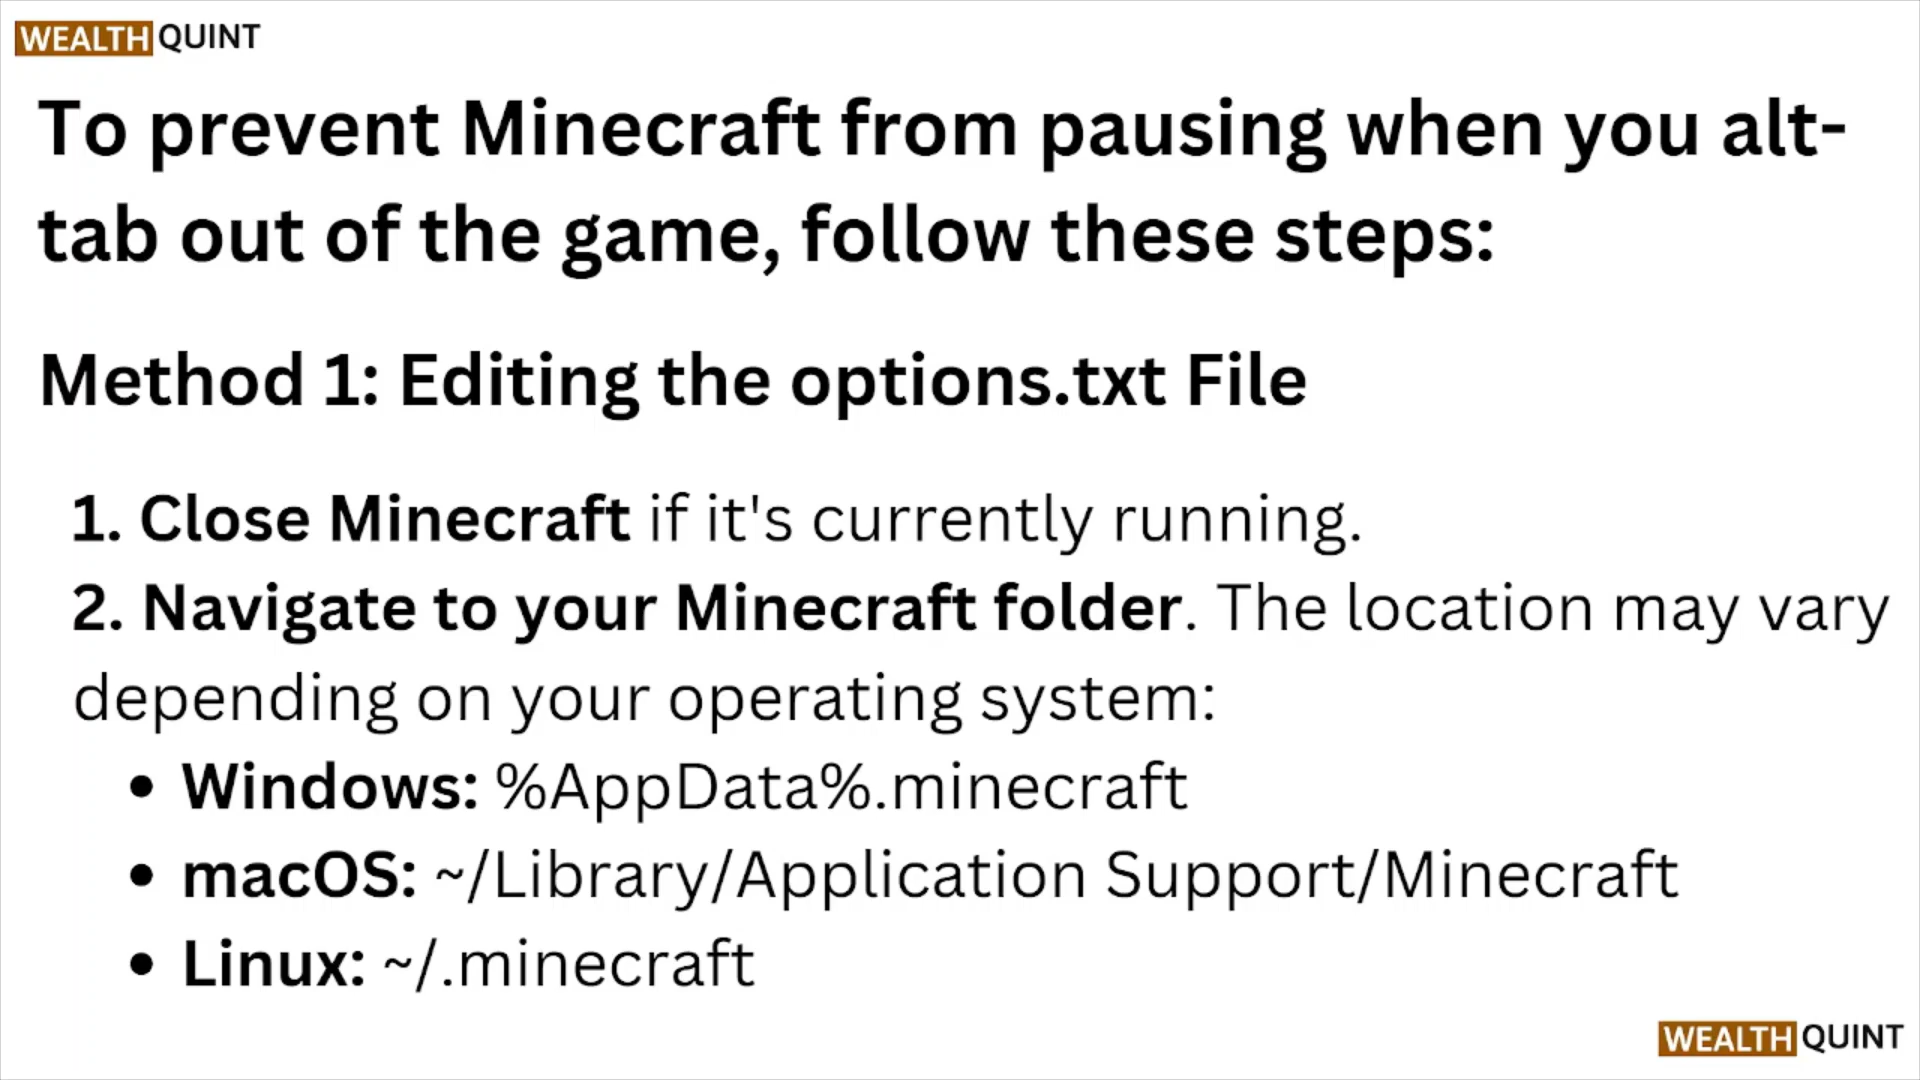 WEALTH QUINT
To prevent Minecraft from pausing when you alt-
tab out of the game, follow these steps:
Method 1: Editing the options.txt File
1. Close Minecraft if it's currently running.
2. Navigate to your Minecraft folder. The location may vary
depending on your operating system:
• Windows: %AppData%.minecraft
• macOS: ~/Library/Application Support/Minecraft
• Linux: ~/.minecraft
WEALTH QUINT